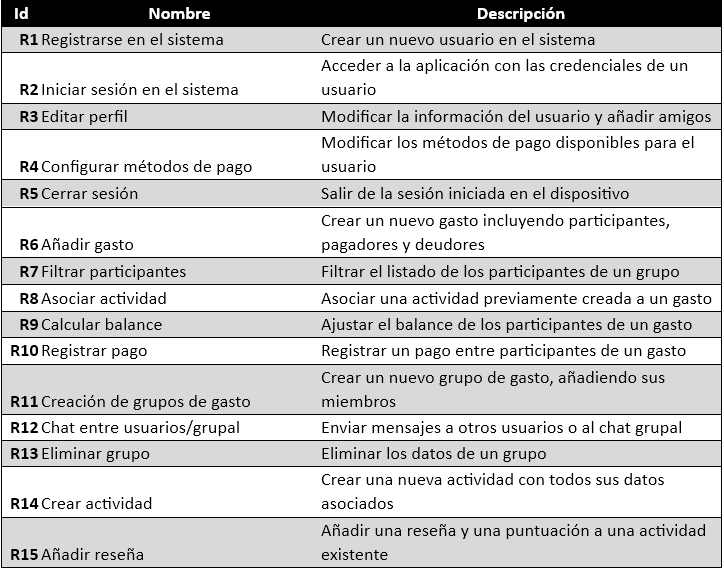 Id Nombre Descripción
R1 Registrarse en el sistema Crear un nuevo usuario en el sistema
Acceder a la aplicación con las credenciales de un
R2 Iniciar sesión en el sistema usuario
R3 Editar perfil Modificar la información del usuario y añadir amigos
Modificar los métodos de pago disponibles para el
R4 Configurar métodos de pago usuario
R5 Cerrar sesión Salir de la sesión iniciada en el dispositivo
Crear un nuevo gasto incluyendo participantes,
R6 Añadir gasto pagadores y deudores
R7 Filtrar participantes Filtrar el listado de los participantes de un grupo
R8 Asociar actividad Asociar una actividad previamente creada a un gasto
R9 Calcular balance Ajustar el balance de los participantes de un gasto
R10 Registrar pago Registrar un pago entre participantes de un gasto
Crear un nuevo grupo de gasto, añadiendo sus
R11 Creación de grupos de gasto miembros
R12 Chat entre usuarios/grupal Enviar mensajes a otros usuarios o al chat grupal
R13 Eliminar grupo Eliminar los datos de un grupo
Crear una nueva actividad con todos sus datos
R14 Crear actividad asociados
Añadir una reseña y una puntuación a una actividad
R15 Añadir reseña existente